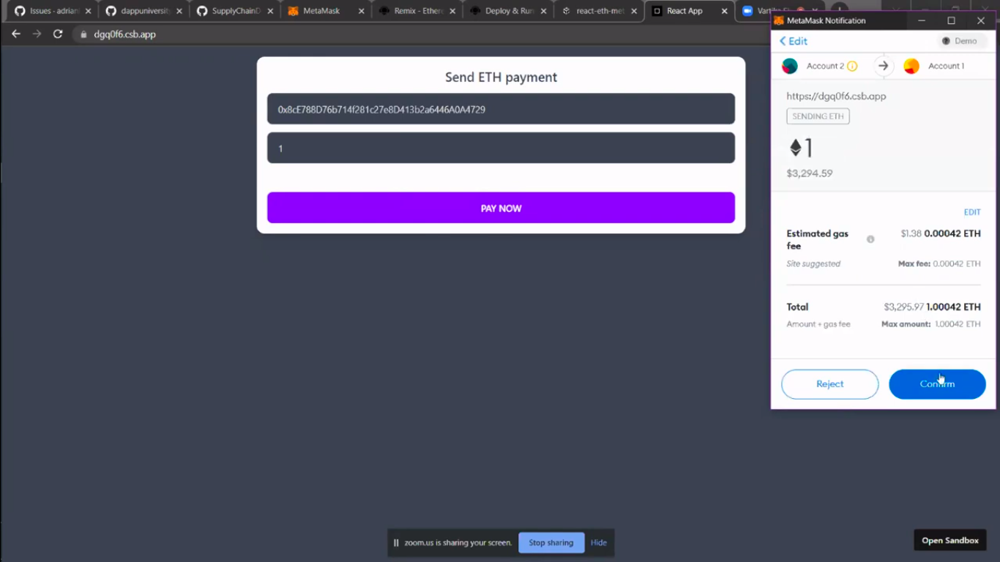 Issues - adrian
dappuniversity
SupplyChainD
MetaMask
Remix - Ethere
Deploy & Run
react-eth-met
React App
dgq0f6.csb.app
Send ETH payment
0x8cE788D76b714f281c27e8D413b2a6446A0A4729
1
PAY NOW
MetaMask Notification
Edit
Demo
Account 2
Account 1
https://dgq0f6.csb.app
SENDING ETH
1
$3,294.59
EDIT
Estimated gas fee
$1.38 0.00042 ETH
Site suggested
Max fee: 0.00042 ETH
Total
$3,295.97 1.00042 ETH
Amount + gas fee
Max amount: 1.00042 ETH
Reject
Confirm
zoom.us is sharing your screen.
Stop sharing
Hide
Open Sandbox